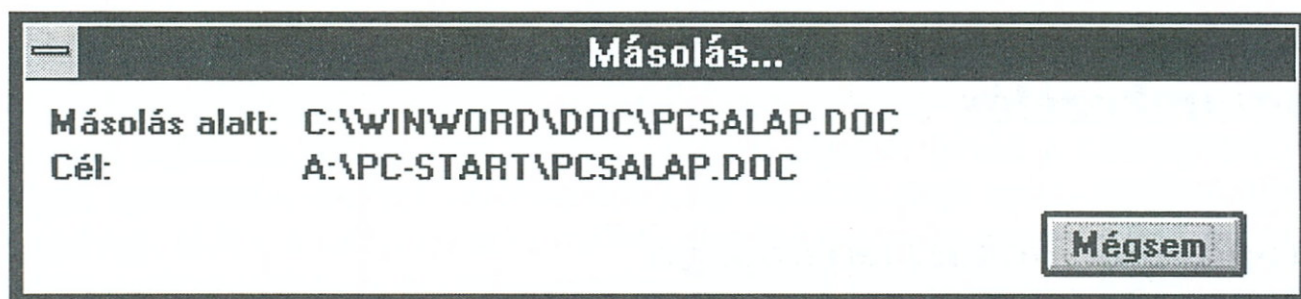 Másolás...
Másolás alatt: C:\WINWORD\DOC\PCSALAP.DOC
Cél: A:\PC-START\PCSALAP.DOC
Mégsem